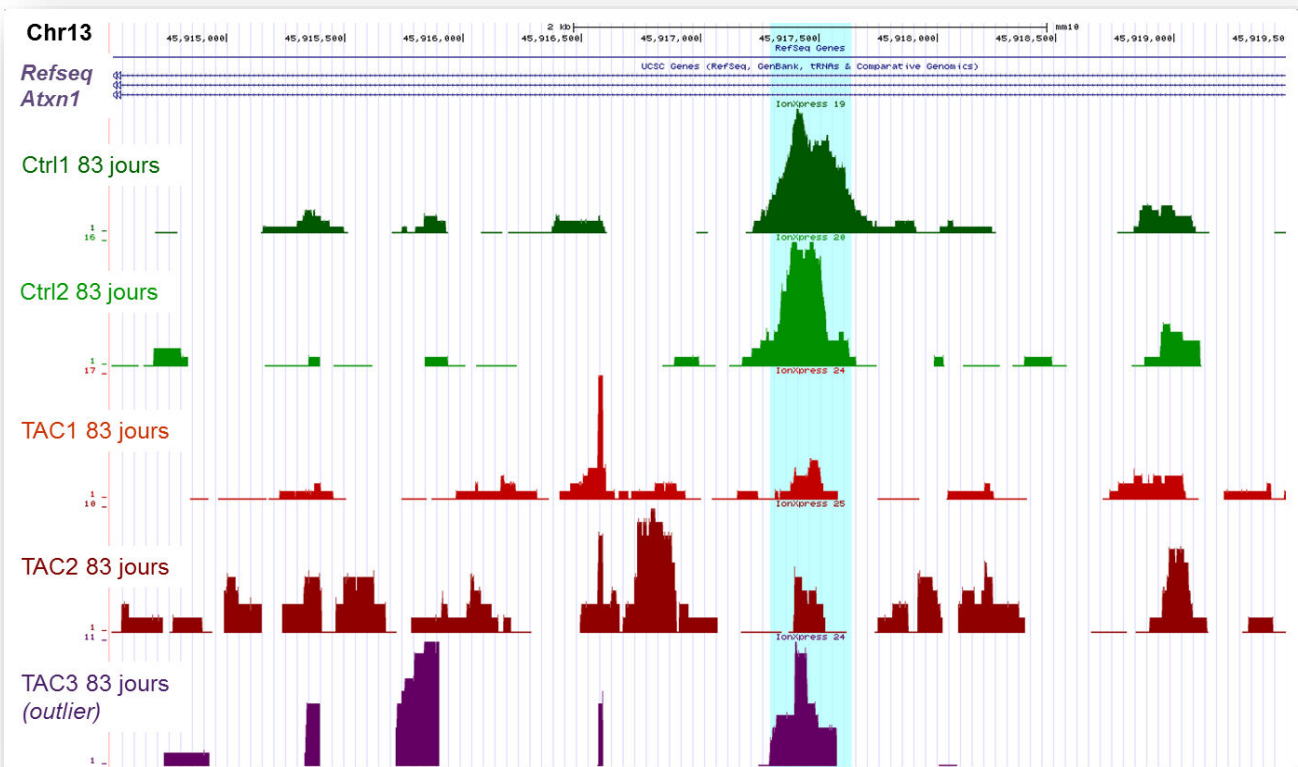 Chr13
2 kb mm10
45,915,000| 45,915,500| 45,916,000| 45,916,500| 45,917,000| 45,917,500| 45,918,000| 45,918,500| 45,919,000| 45,919,50
RefSeq Genes
UCSC Genes (RefSeq, GenBank, tRNAs & Comparative Genomics)
Refseq
Atxn1
IonXpress 19
Ctrl1 83 jours
1 _
IonXpress 20
16 _
Ctrl2 83 jours
1 _
IonXpress 24
17 _
TAC1 83 jours
1 _
IonXpress 25
10 _
TAC2 83 jours
1 _
IonXpress 24
11 _
TAC3 83 jours
(outlier)
1 _